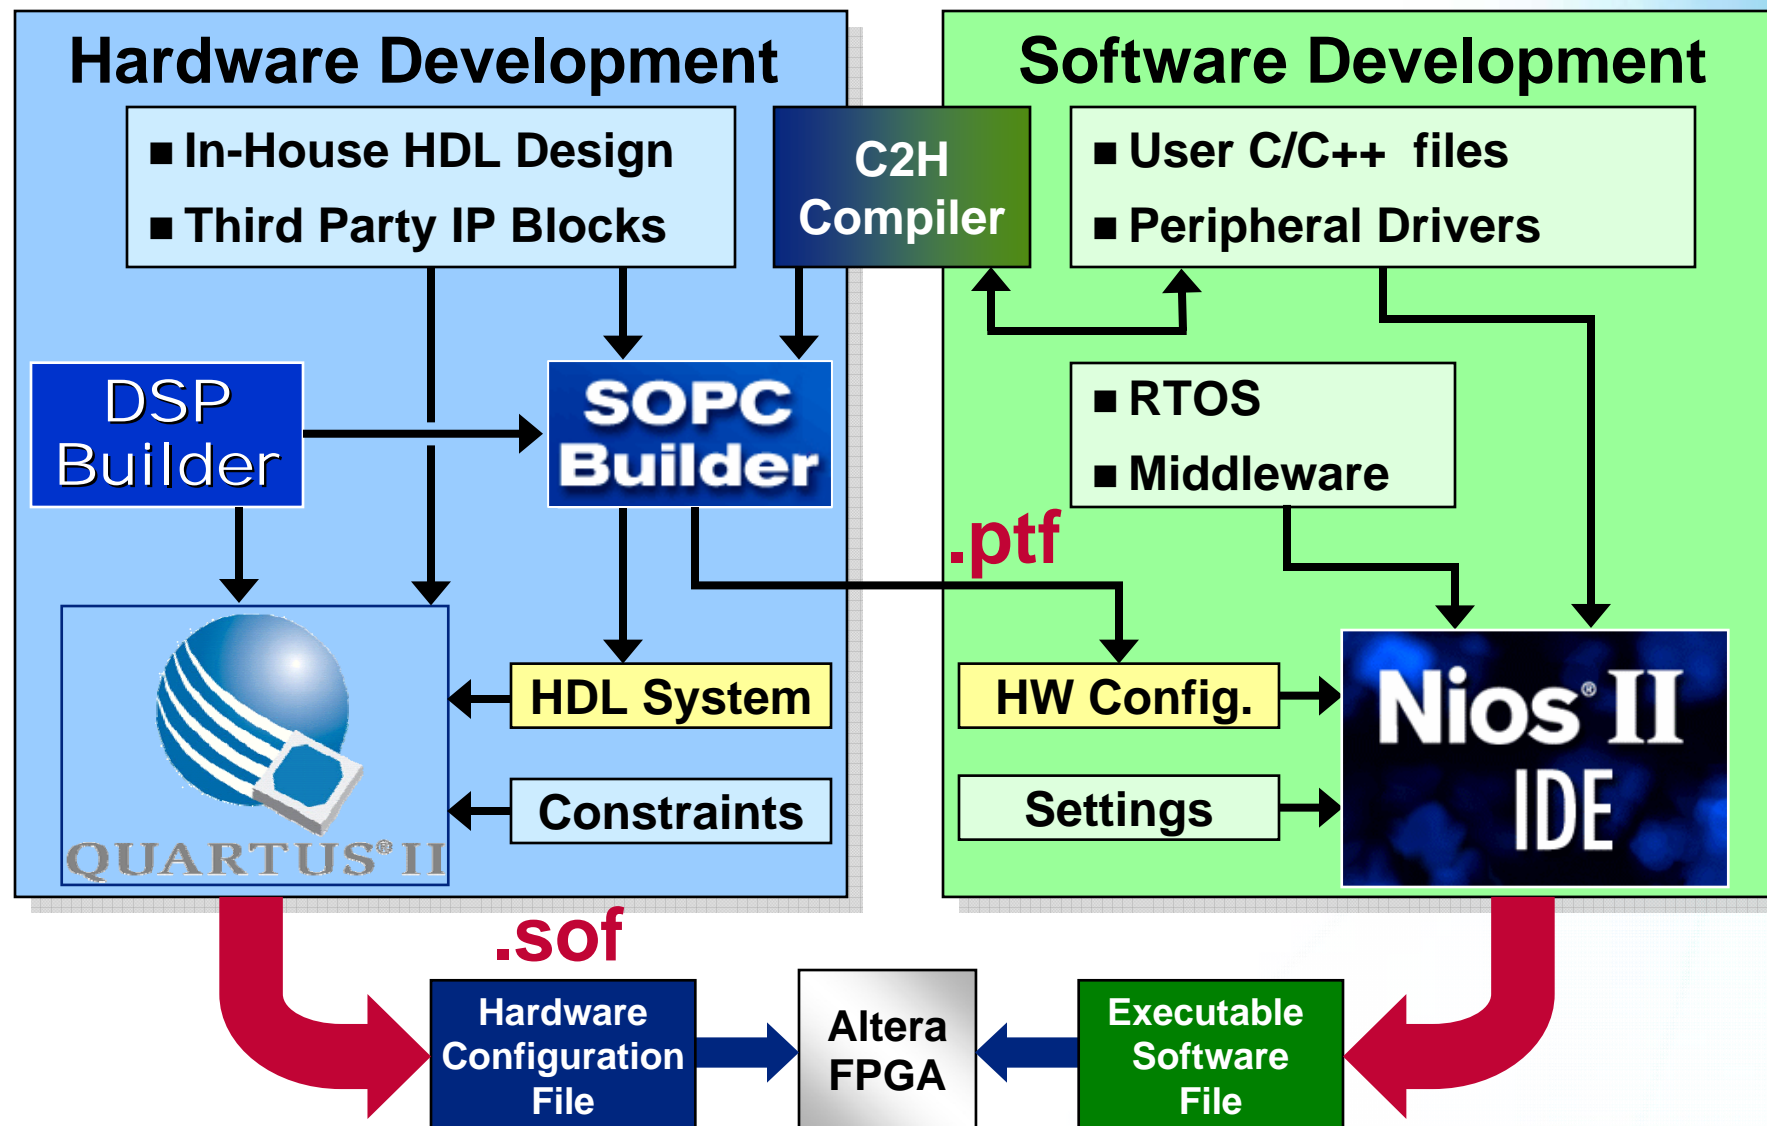 Hardware Development
Software Development
■ In-House HDL Design
■ Third Party IP Blocks
C2H
Compiler
■ User C/C++ files
■ Peripheral Drivers
DSP
Builder
SOPC
Builder
■ RTOS
■ Middleware
.ptf
HDL System
HW Config.
Nios® II
IDE
Constraints
Settings
QUARTUS® II
.sof
Hardware
Configuration
File
Altera
FPGA
Executable
Software
File